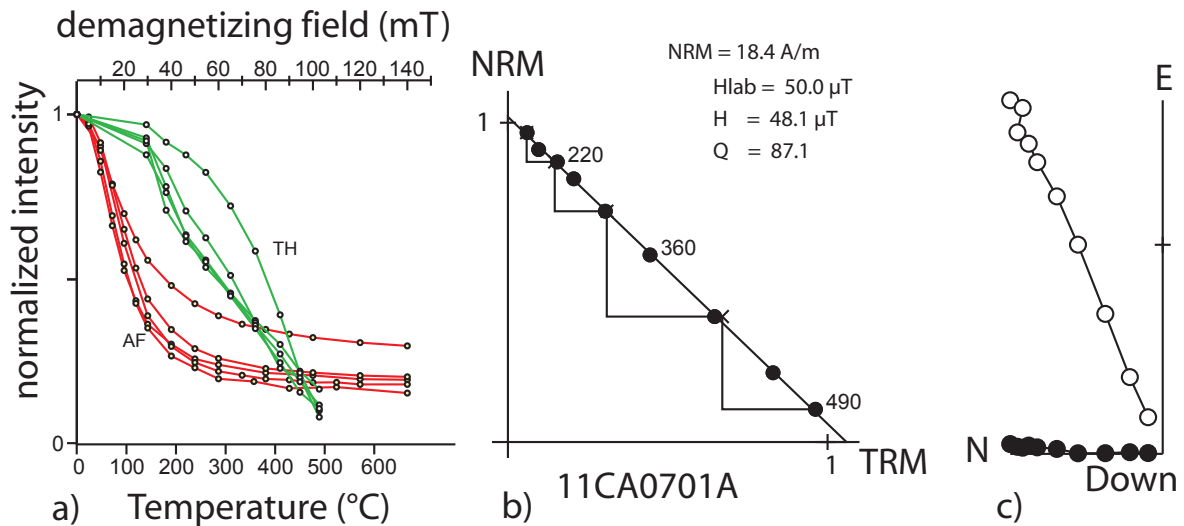 demagnetizing field (mT)
20 40 60 80 100 120 140
1
normalized intensity
TH
AF
0
0 100 200 300 400 500 600
a) Temperature (°C)
NRM
NRM = 18.4 A/m
Hlab = 50.0 µT
H = 48.1 µT
Q = 87.1
1
220
360
490
1
TRM
b) 11CA0701A
E
N
Down
c)